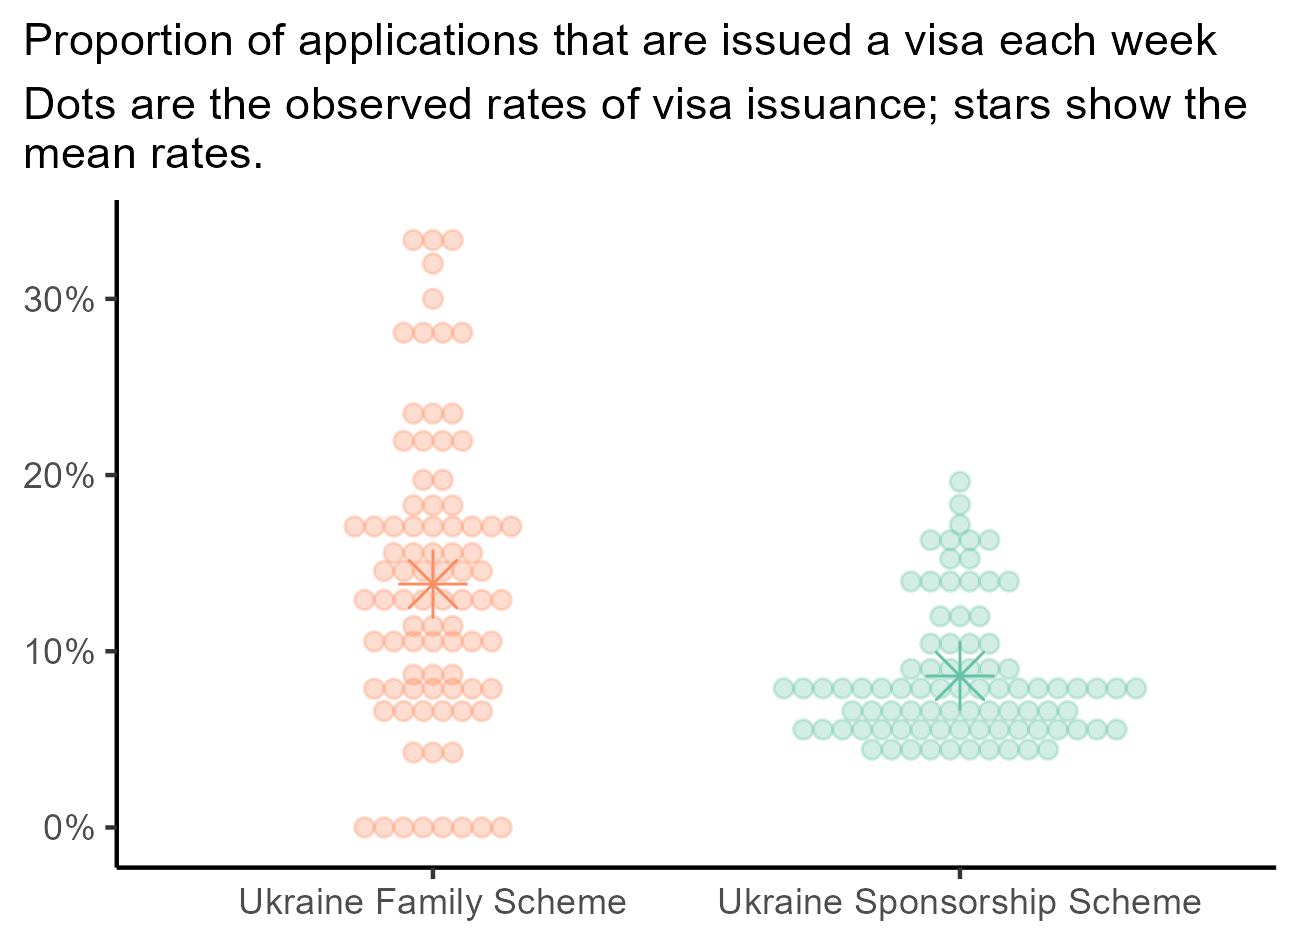 Proportion of applications that are issued a visa each week
Dots are the observed rates of visa issuance; stars show the
mean rates.
30%
20%
10%
0%
Ukraine Family Scheme
Ukraine Sponsorship Scheme